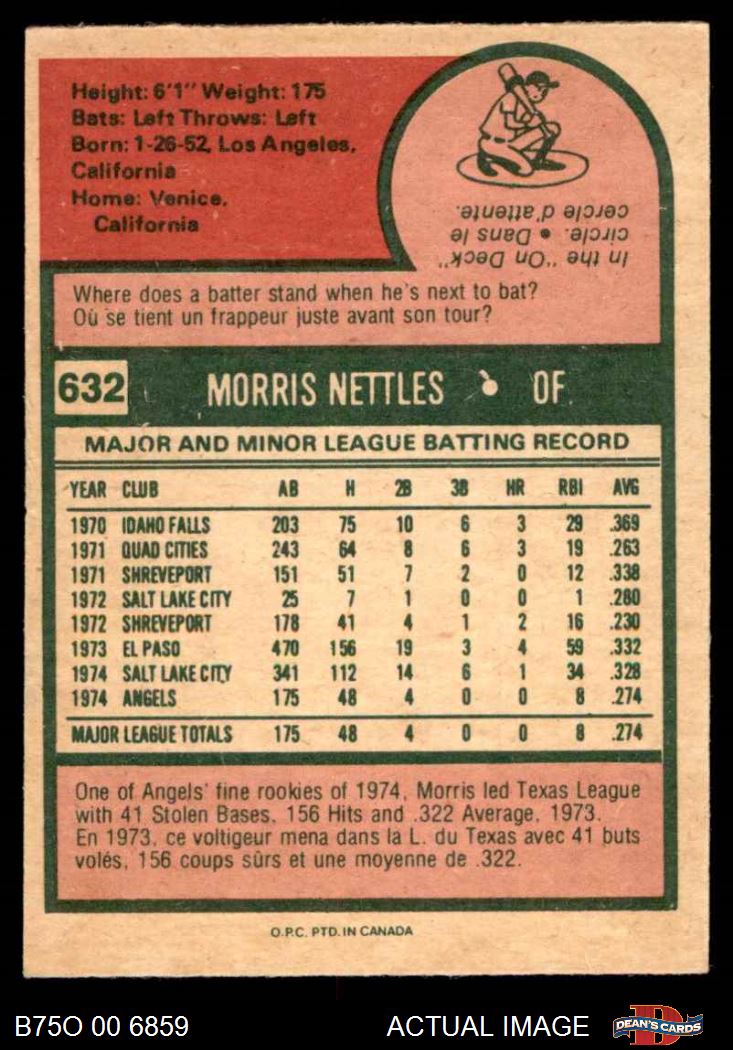 Height: 6'1" Weight: 175
Bats: Left Throws: Left
Born: 1-26-52, Los Angeles,
California
Home: Venice,
California
In the "On Deck"
circle. • Dans le
cercle d'attente.
Where does a batter stand when he's next to bat?
Où se tient un frappeur juste avant son tour?
632 MORRIS NETTLES OF
MAJOR AND MINOR LEAGUE BATTING RECORD
YEAR CLUB AB H 2B 3B HR RBI AVG
1970 IDAHO FALLS 203 75 10 6 3 29 .369
1971 QUAD CITIES 243 64 8 6 3 19 .263
1971 SHREVEPORT 151 51 7 2 0 12 .338
1972 SALT LAKE CITY 25 7 1 0 0 1 .280
1972 SHREVEPORT 178 41 4 1 2 16 .230
1973 EL PASO 470 156 19 3 4 59 .332
1974 SALT LAKE CITY 341 112 14 6 1 34 .328
1974 ANGELS 175 48 4 0 0 8 .274
MAJOR LEAGUE TOTALS 175 48 4 0 0 8 .274
One of Angels' fine rookies of 1974, Morris led Texas League
with 41 Stolen Bases, 156 Hits and .322 Average, 1973.
En 1973, ce voltigeur mena dans la L. du Texas avec 41 buts
volés, 156 coups sûrs et une moyenne de .322.
O.P.C. PTD. IN CANADA
B75O 00 6859 ACTUAL IMAGE DEAN'S CARDS